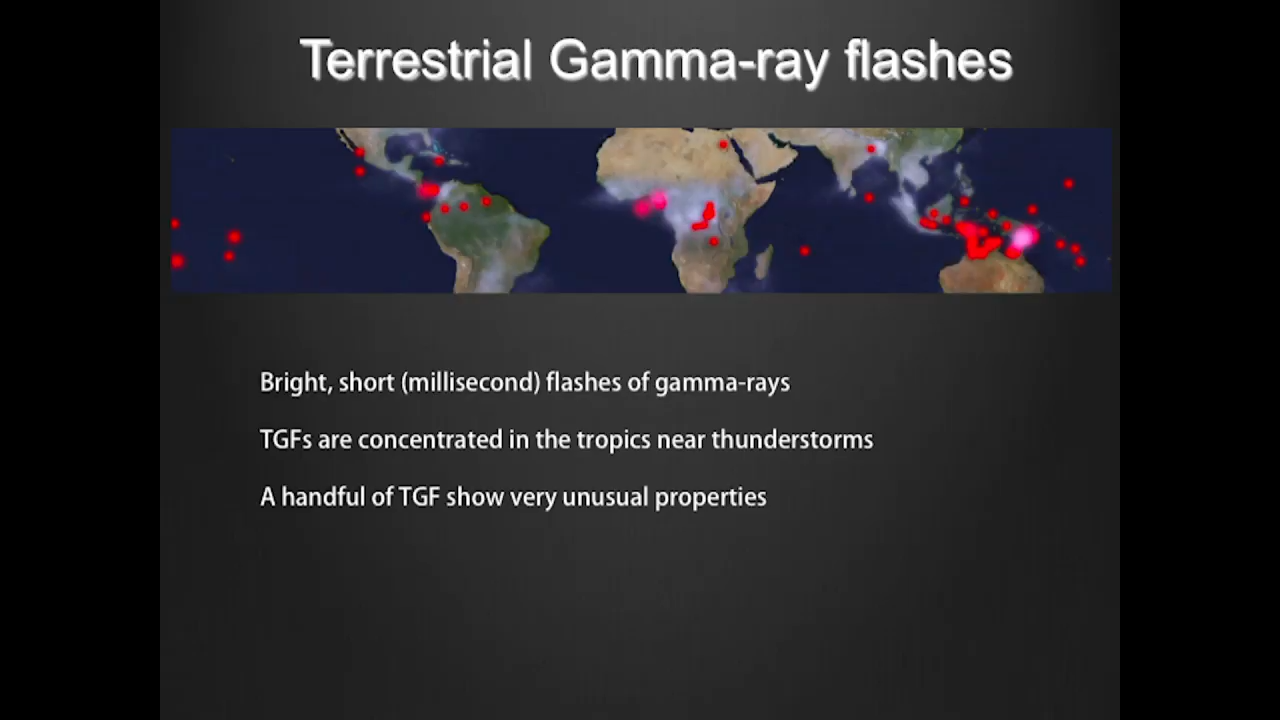 Terrestrial Gamma-ray flashes
Bright, short (millisecond) flashes of gamma-rays
TGFs are concentrated in the tropics near thunderstorms
A handful of TGF show very unusual properties